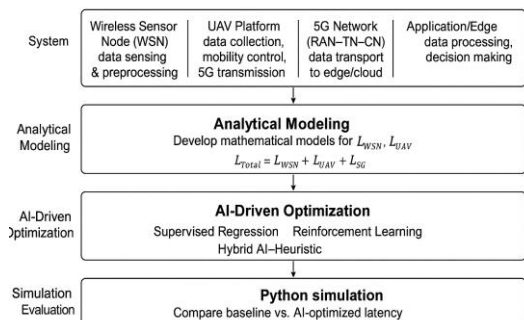 System
Wireless Sensor
Node (WSN)
data sensing
& preprocessing
UAV Platform
data collection,
mobility control,
5G transmission
5G Network
(RAN–TN–CN)
data transport
to edge/cloud
Application/Edge
data processing,
decision making
Analytical
Modeling
Analytical Modeling
Develop mathematical models for L_WSN, L_UAV
L_Total = L_WSN + L_UAV + L_SG
AI-Driven
Optimization
AI-Driven Optimization
Supervised Regression Reinforcement Learning
Hybrid AI–Heuristic
Simulation
Evaluation
Python simulation
Compare baseline vs. AI-optimized latency